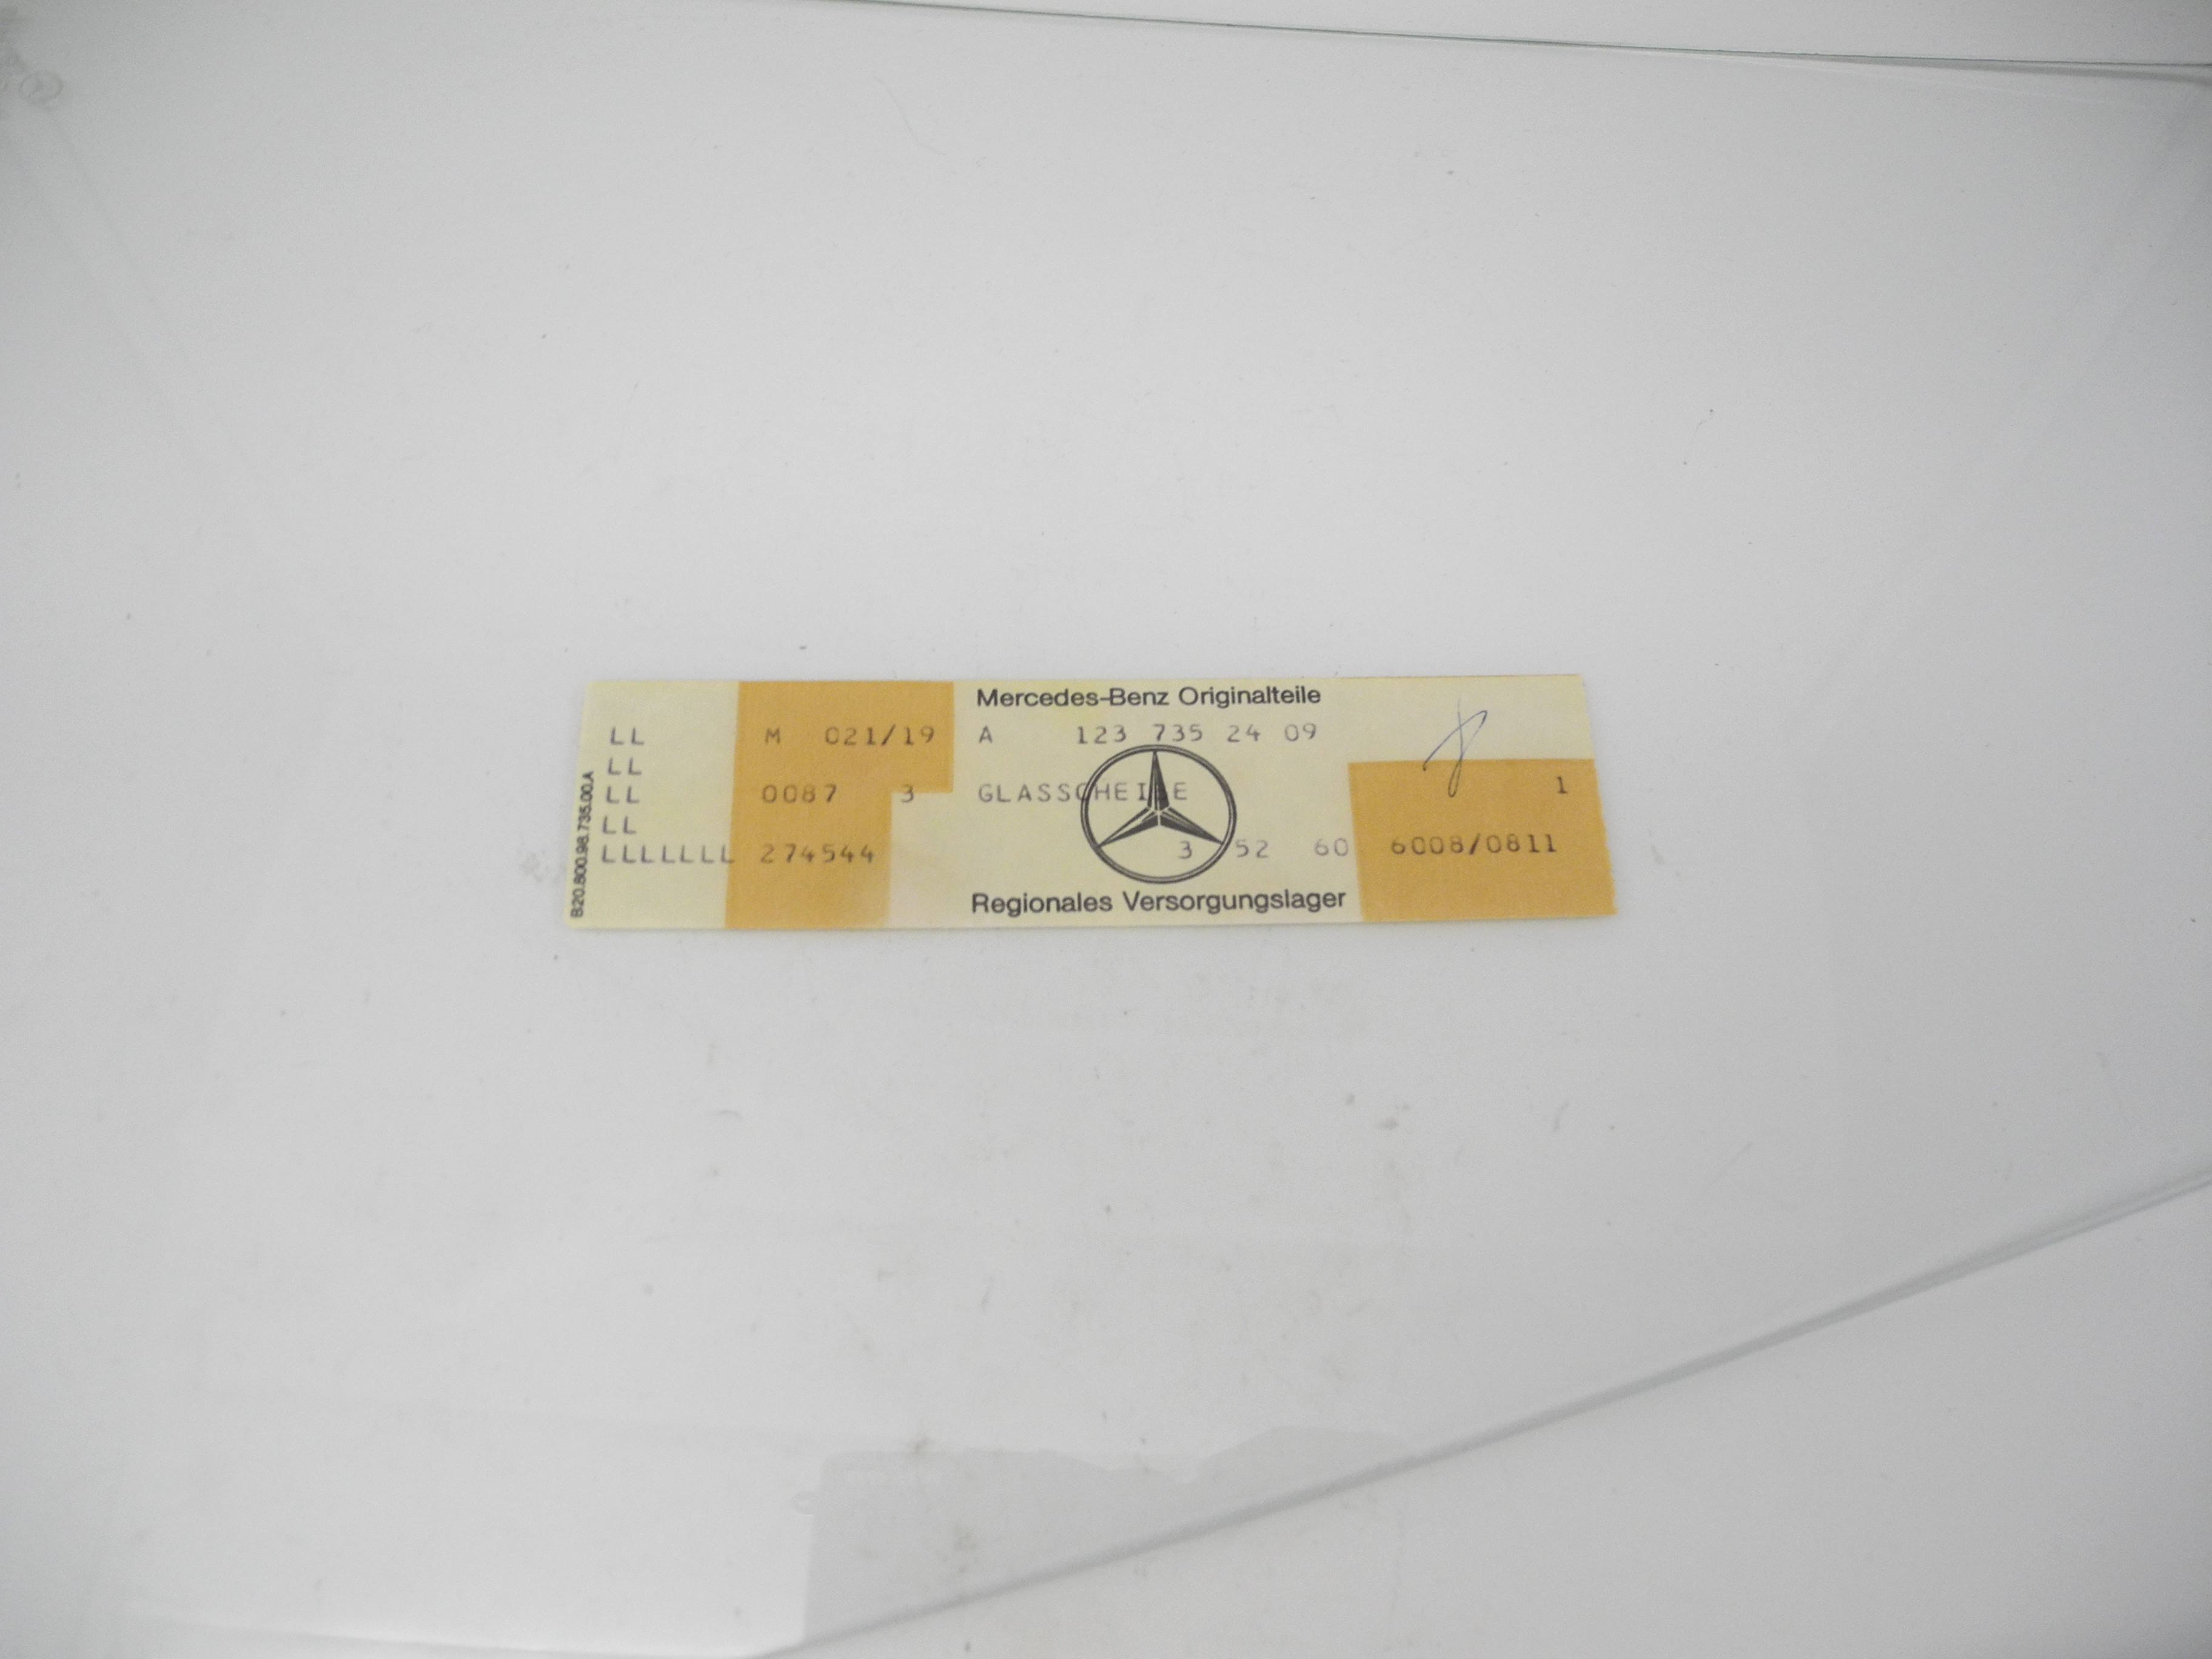 Mercedes-Benz Originalteile
LL M 021/19 A 123 735 24 09
LL
LL 0087 3 GLASSCHEIBE 1
LL
LLLLLLL 274544 3 52 60 6008/0811
Regionales Versorgungslager
B20.800.98.735.00.A